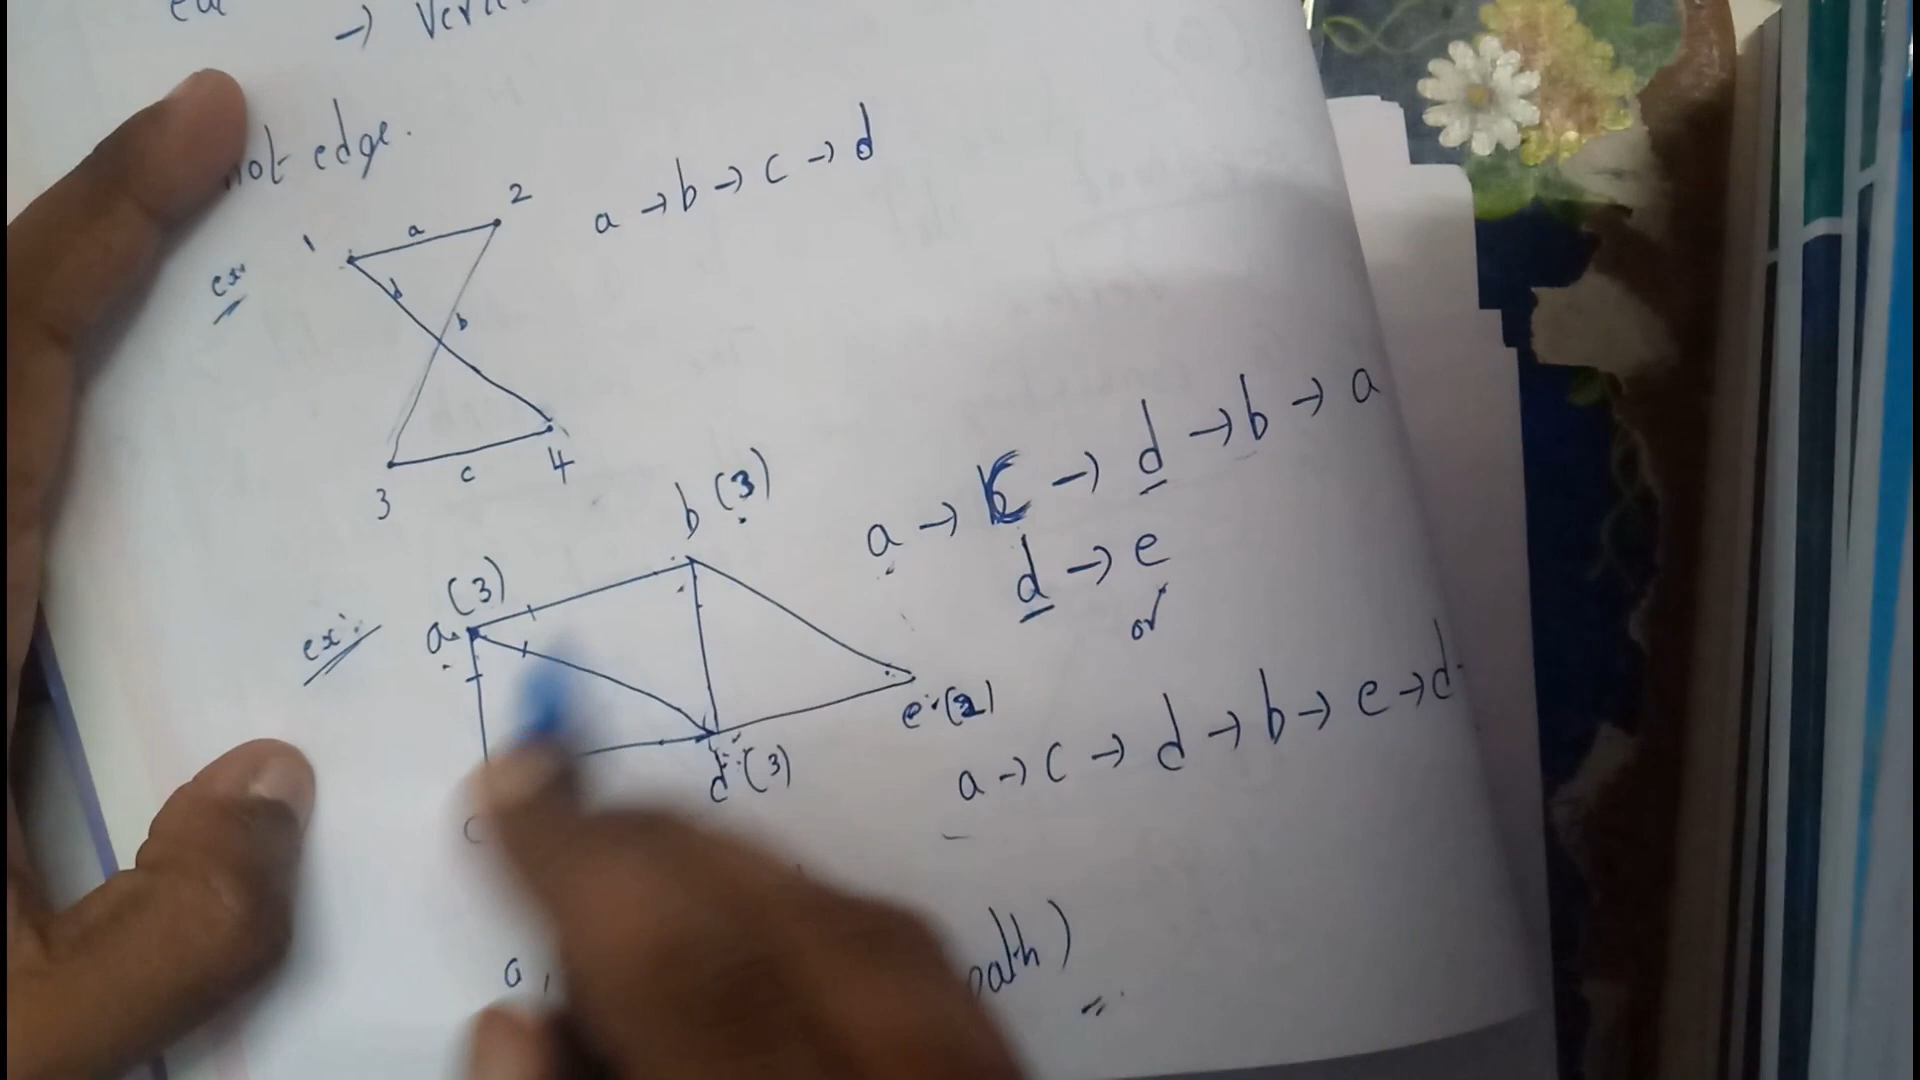 →
not edge.
a → b → c → d
ex:
1
a
2
d
b
3
c
4
a → c → d → b → a
d → e
or
a → c → d → b → e → d
ex:
a (3)
b (3)
d (3)
e (2)
c
a,
path)